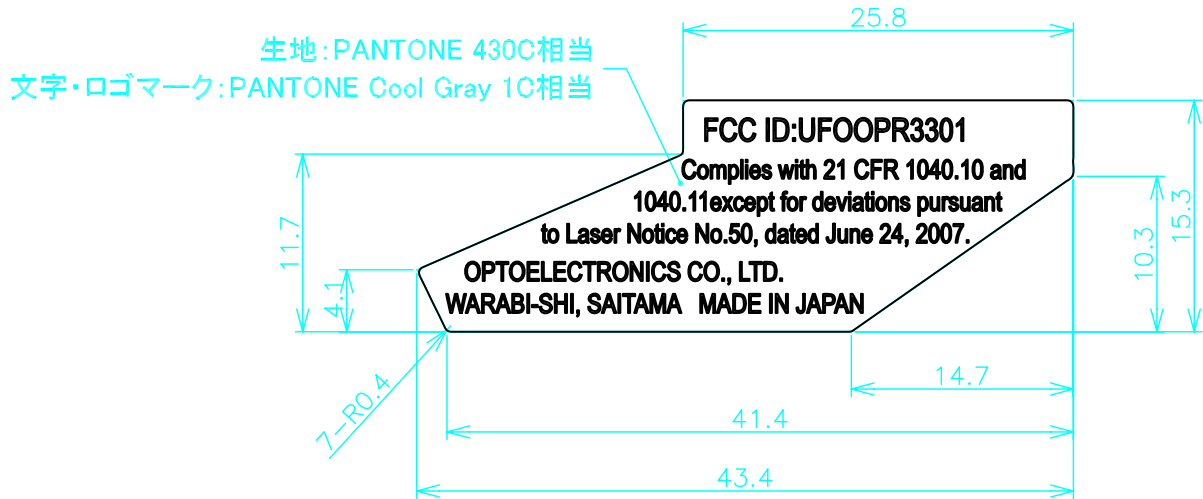 25.8
生地:PANTONE 430C相当
文字・ロゴマーク:PANTONE Cool Gray 1C相当
FCC ID:UFOOPR3301
Complies with 21 CFR 1040.10 and
1040.11except for deviations pursuant
to Laser Notice No.50, dated June 24, 2007.
OPTOELECTRONICS CO., LTD.
WARABI-SHI, SAITAMA MADE IN JAPAN
11.7
4.1
10.3
15.3
7-R0.4
14.7
41.4
43.4